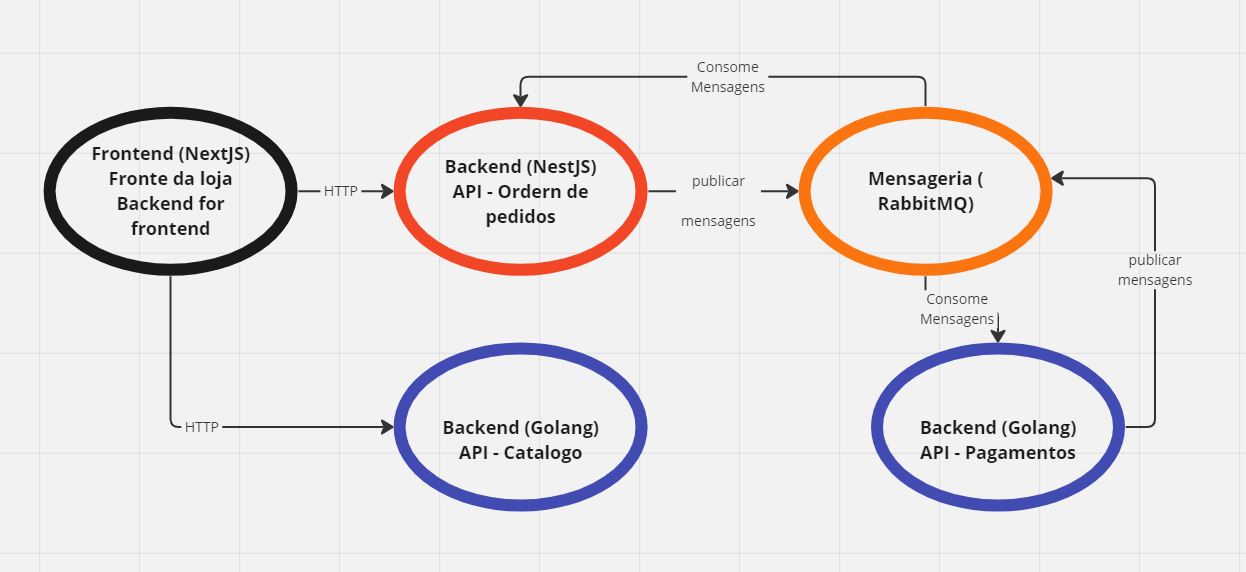 Consome
Mensagens
Frontend (NextJS)
Fronte da loja
Backend for
frontend
HTTP
Backend (NestJS)
API - Ordern de
pedidos
publicar
mensagens
Mensageria (
RabbitMQ)
publicar
mensagens
Consome
Mensagens
HTTP
Backend (Golang)
API - Catalogo
Backend (Golang)
API - Pagamentos